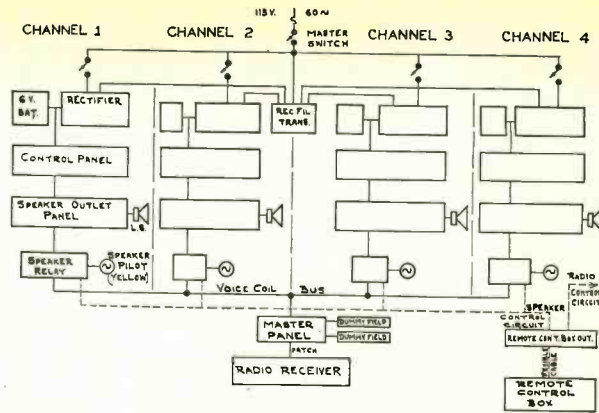 115 V. 60~
CHANNEL 1
CHANNEL 2
MASTER
SWITCH
CHANNEL 3
CHANNEL 4
6 V.
BAT.
RECTIFIER
REC FIL
TRANS.
CONTROL PANEL
SPEAKER OUTLET
PANEL
L.S.
SPEAKER
RELAY
SPEAKER
PILOT
(YELLOW)
VOICE COIL BUS
RADIO
CONTROL
CIRCUIT
SPEAKER
CONTROL
CIRCUIT
MASTER
PANEL
DUMMY FIELD
DUMMY FIELD
REMOTE CONT. BOX OUT.
PATCH
FLEXIBLE
CABLE
RADIO RECEIVER
REMOTE CONTROL
BOX